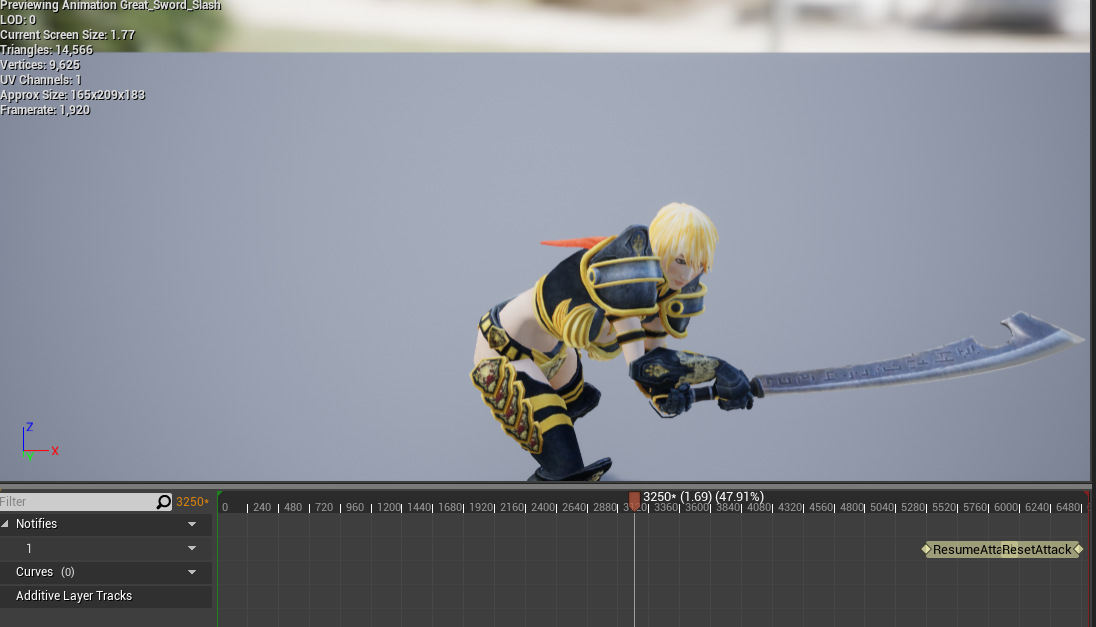 Previewing Animation Great_Sword_Slash
LOD: 0
Current Screen Size: 1.77
Triangles: 14,566
Vertices: 9,625
UV Channels: 1
Approx Size: 165x209x183
Framerate: 1,920
Z
X
Y
Filter
3250*
3250* (1.69) (47.91%)
0 240 480 720 960 1200 1440 1680 1920 2160 2400 2640 2880 3120 3360 3600 3840 4080 4320 4560 4800 5040 5280 5520 5760 6000 6240 6480
Notifies
1
ResumeAtta ResetAttack
Curves (0)
Additive Layer Tracks